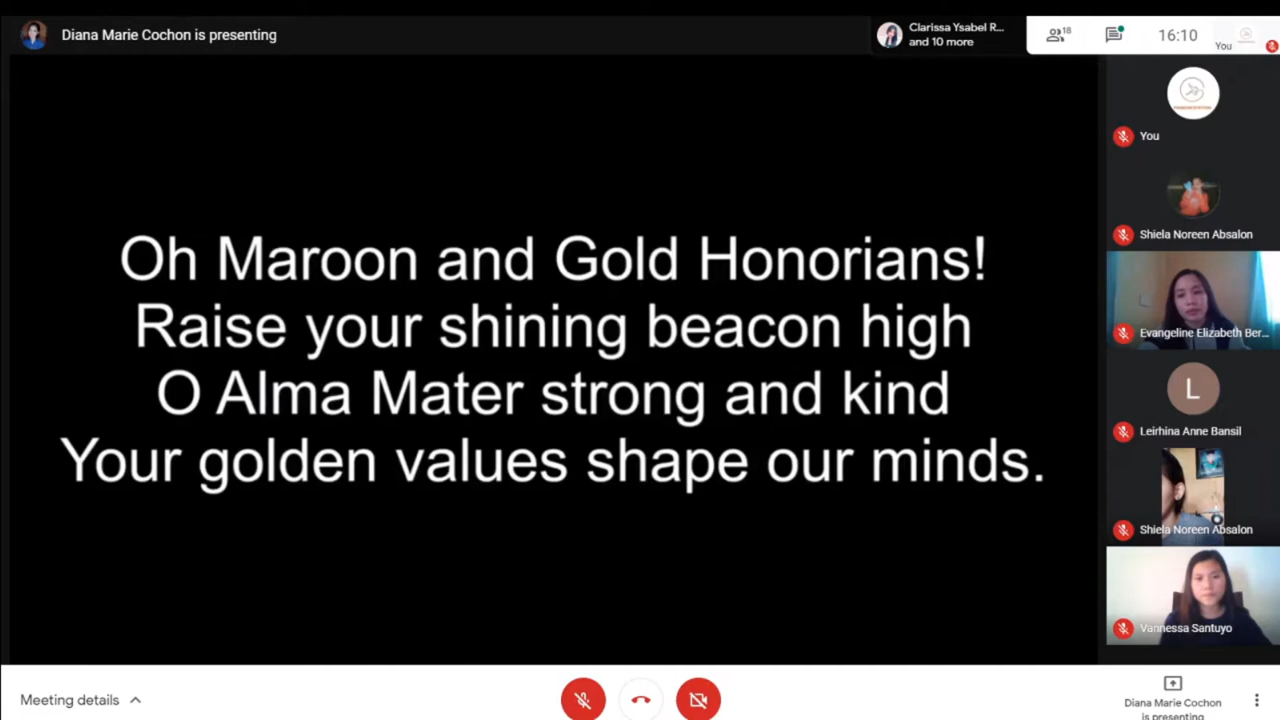 Diana Marie Cochon is presenting
Clarissa Ysabel R...
and 10 more
18
16:10
You
You
Shiela Noreen Absalon
Evangeline Elizabeth Ber...
L
Leirhina Anne Bansil
Shiela Noreen Absalon
Vannessa Santuyo
Oh Maroon and Gold Honorians!
Raise your shining beacon high
O Alma Mater strong and kind
Your golden values shape our minds.
Meeting details
Diana Marie Cochon
is presenting